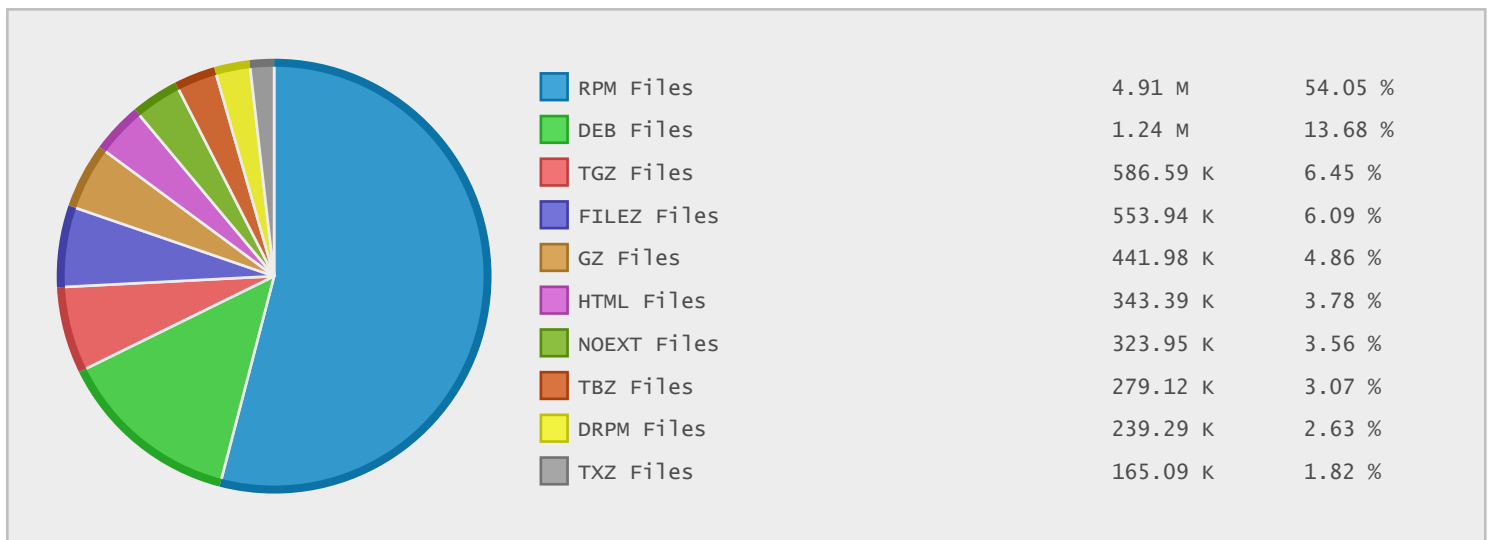 RPM Files 4.91 M 54.05 %
DEB Files 1.24 M 13.68 %
TGZ Files 586.59 K 6.45 %
FILEZ Files 553.94 K 6.09 %
GZ Files 441.98 K 4.86 %
HTML Files 343.39 K 3.78 %
NOEXT Files 323.95 K 3.56 %
TBZ Files 279.12 K 3.07 %
DRPM Files 239.29 K 2.63 %
TXZ Files 165.09 K 1.82 %